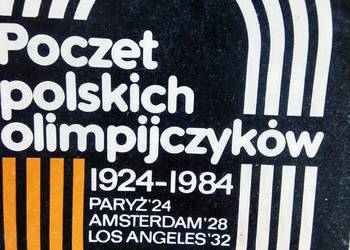 Poczet
polskich
olimpijczyków
1924-1984
PARYŻ'24
AMSTERDAM'28
LOS ANGELES'32